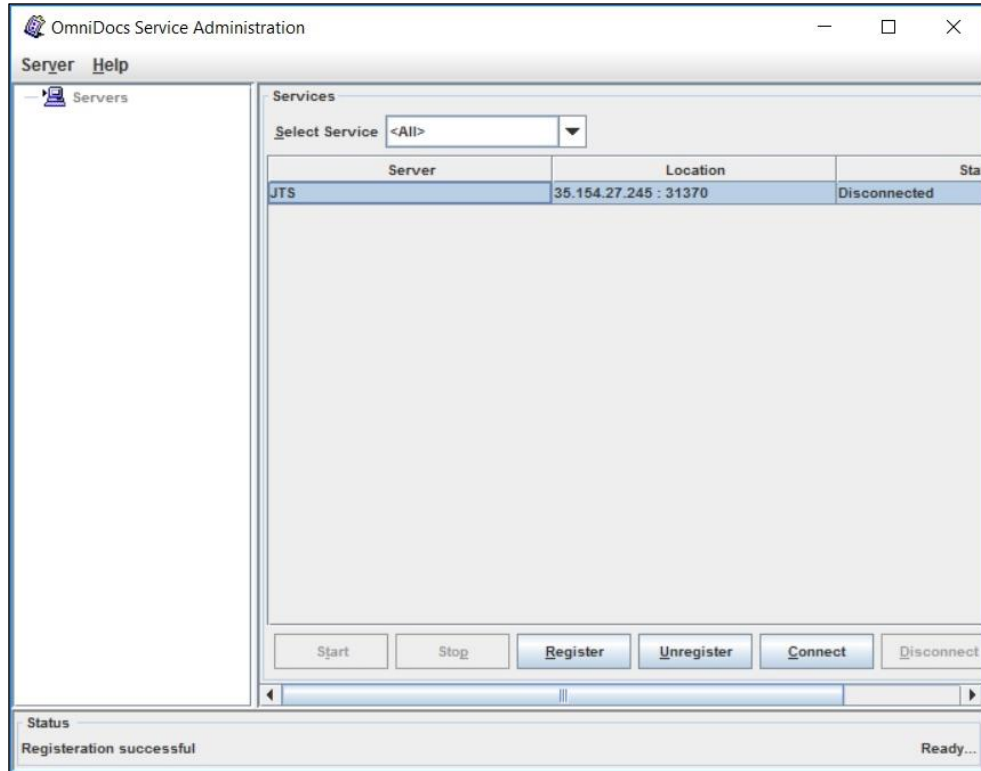 OmniDocs Service Administration
Server Help
Servers
Services
Select Service <All>
Server Location Sta
JTS 35.154.27.245 : 31370 Disconnected
Start Stop Register Unregister Connect Disconnect
Status
Registeration successful Ready...